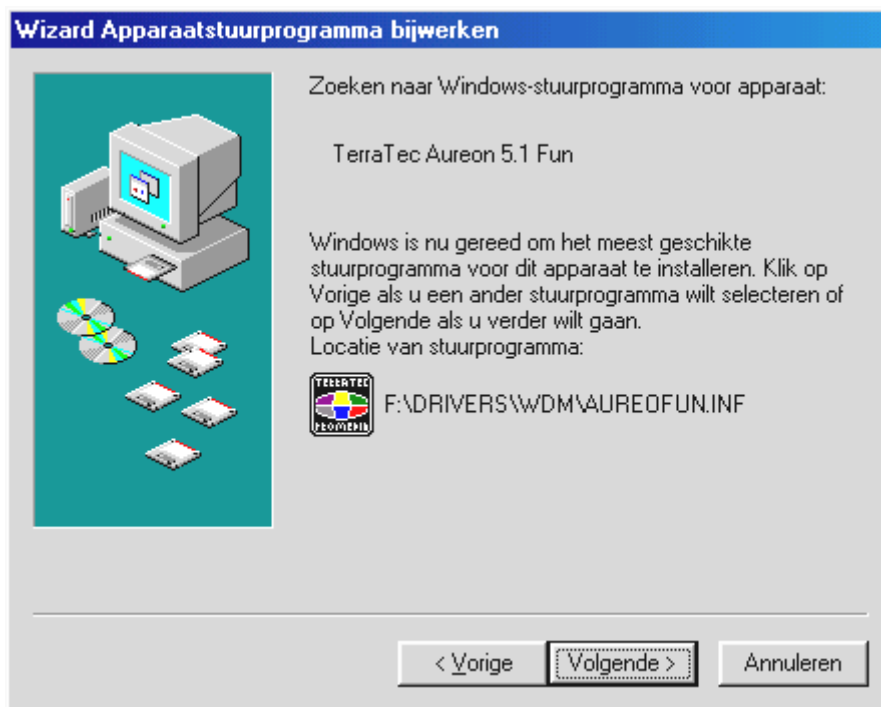 Wizard Apparaatstuurprogramma bijwerken
Zoeken naar Windows-stuurprogramma voor apparaat:
TerraTec Aureon 5.1 Fun
Windows is nu gereed om het meest geschikte
stuurprogramma voor dit apparaat te installeren. Klik op
Vorige als u een ander stuurprogramma wilt selecteren of
op Volgende als u verder wilt gaan.
Locatie van stuurprogramma:
TERRATEC
PROMEDIA
F:\DRIVERS\WDM\AUREOFUN.INF
< Vorige
Volgende >
Annuleren